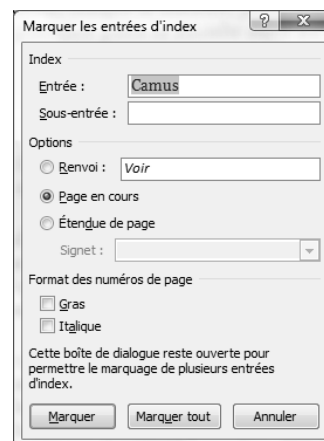 Marquer les entrées d'index
Index
Entrée : Camus
Sous-entrée :
Options
Renvoi : Voir
Page en cours
Étendue de page
Signet :
Format des numéros de page
Gras
Italique
Cette boîte de dialogue reste ouverte pour
permettre le marquage de plusieurs entrées
d'index.
Marquer Marquer tout Annuler